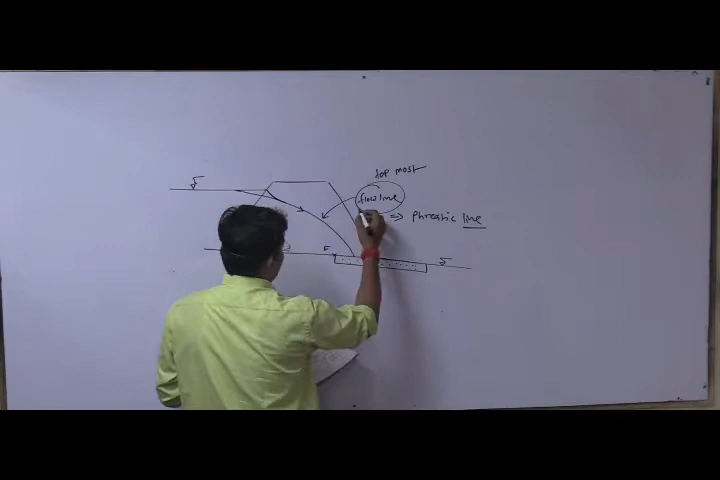 top most
flow line
⇒ phreatic line
F